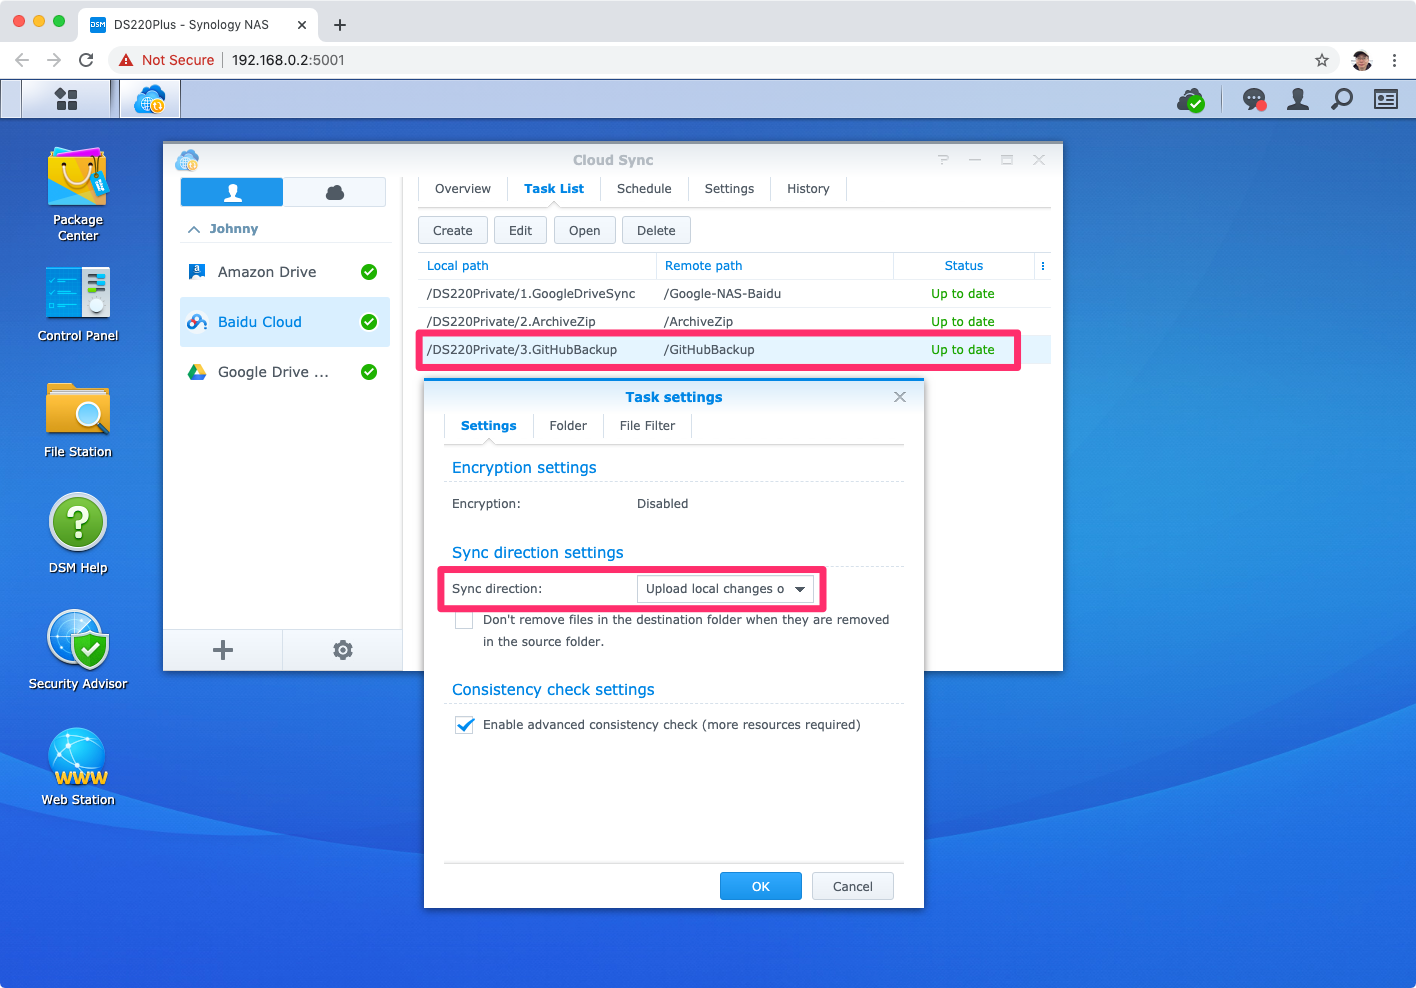 DSM
DS220Plus - Synology NAS
Not Secure
192.168.0.2:5001
Package
Center
Control Panel
File Station
DSM Help
Security Advisor
WWW
Web Station
Cloud Sync
Johnny
Amazon Drive
Baidu Cloud
Google Drive ...
Overview
Task List
Schedule
Settings
History
Create
Edit
Open
Delete
Local path
Remote path
Status
/DS220Private/1.GoogleDriveSync
/Google-NAS-Baidu
Up to date
/DS220Private/2.ArchiveZip
/ArchiveZip
Up to date
/DS220Private/3.GitHubBackup
/GitHubBackup
Up to date
Task settings
Settings
Folder
File Filter
Encryption settings
Encryption:
Disabled
Sync direction settings
Sync direction:
Upload local changes o
Don't remove files in the destination folder when they are removed
in the source folder.
Consistency check settings
Enable advanced consistency check (more resources required)
OK
Cancel